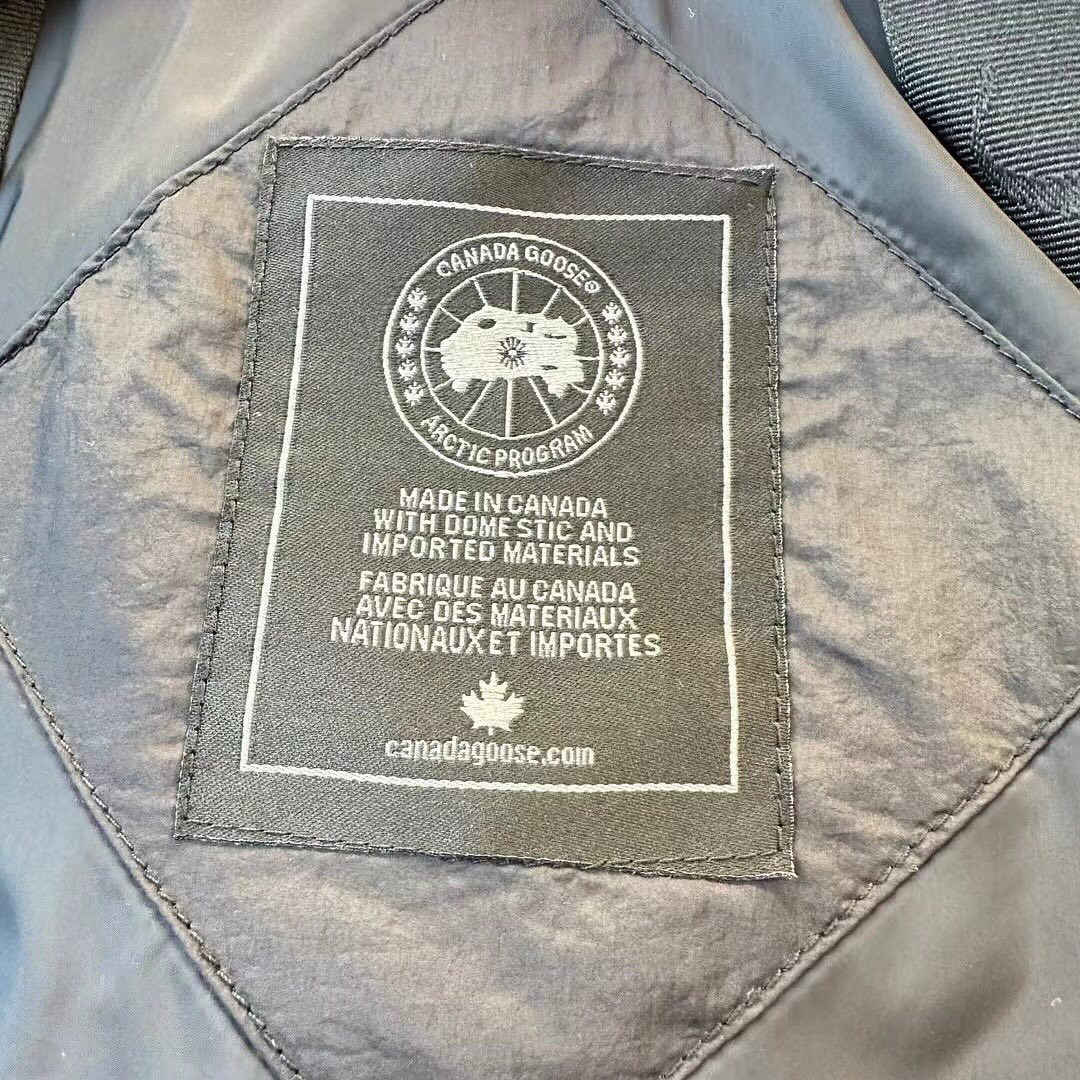 CANADA GOOSE®
ARCTIC PROGRAM
MADE IN CANADA
WITH DOMESTIC AND
IMPORTED MATERIALS
FABRIQUE AU CANADA
AVEC DES MATERIAUX
NATIONAUX ET IMPORTES
canadagoose.com